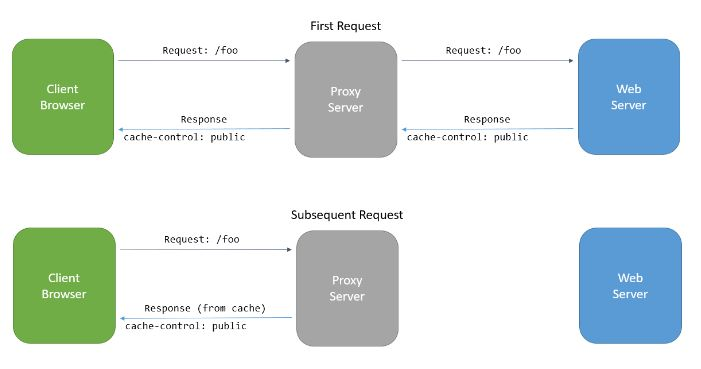 First Request
Request: /foo
Request: /foo
Client
Browser
Proxy
Server
Web
Server
Response
Response
cache-control: public
cache-control: public
Subsequent Request
Request: /foo
Client
Browser
Proxy
Server
Web
Server
Response (from cache)
cache-control: public